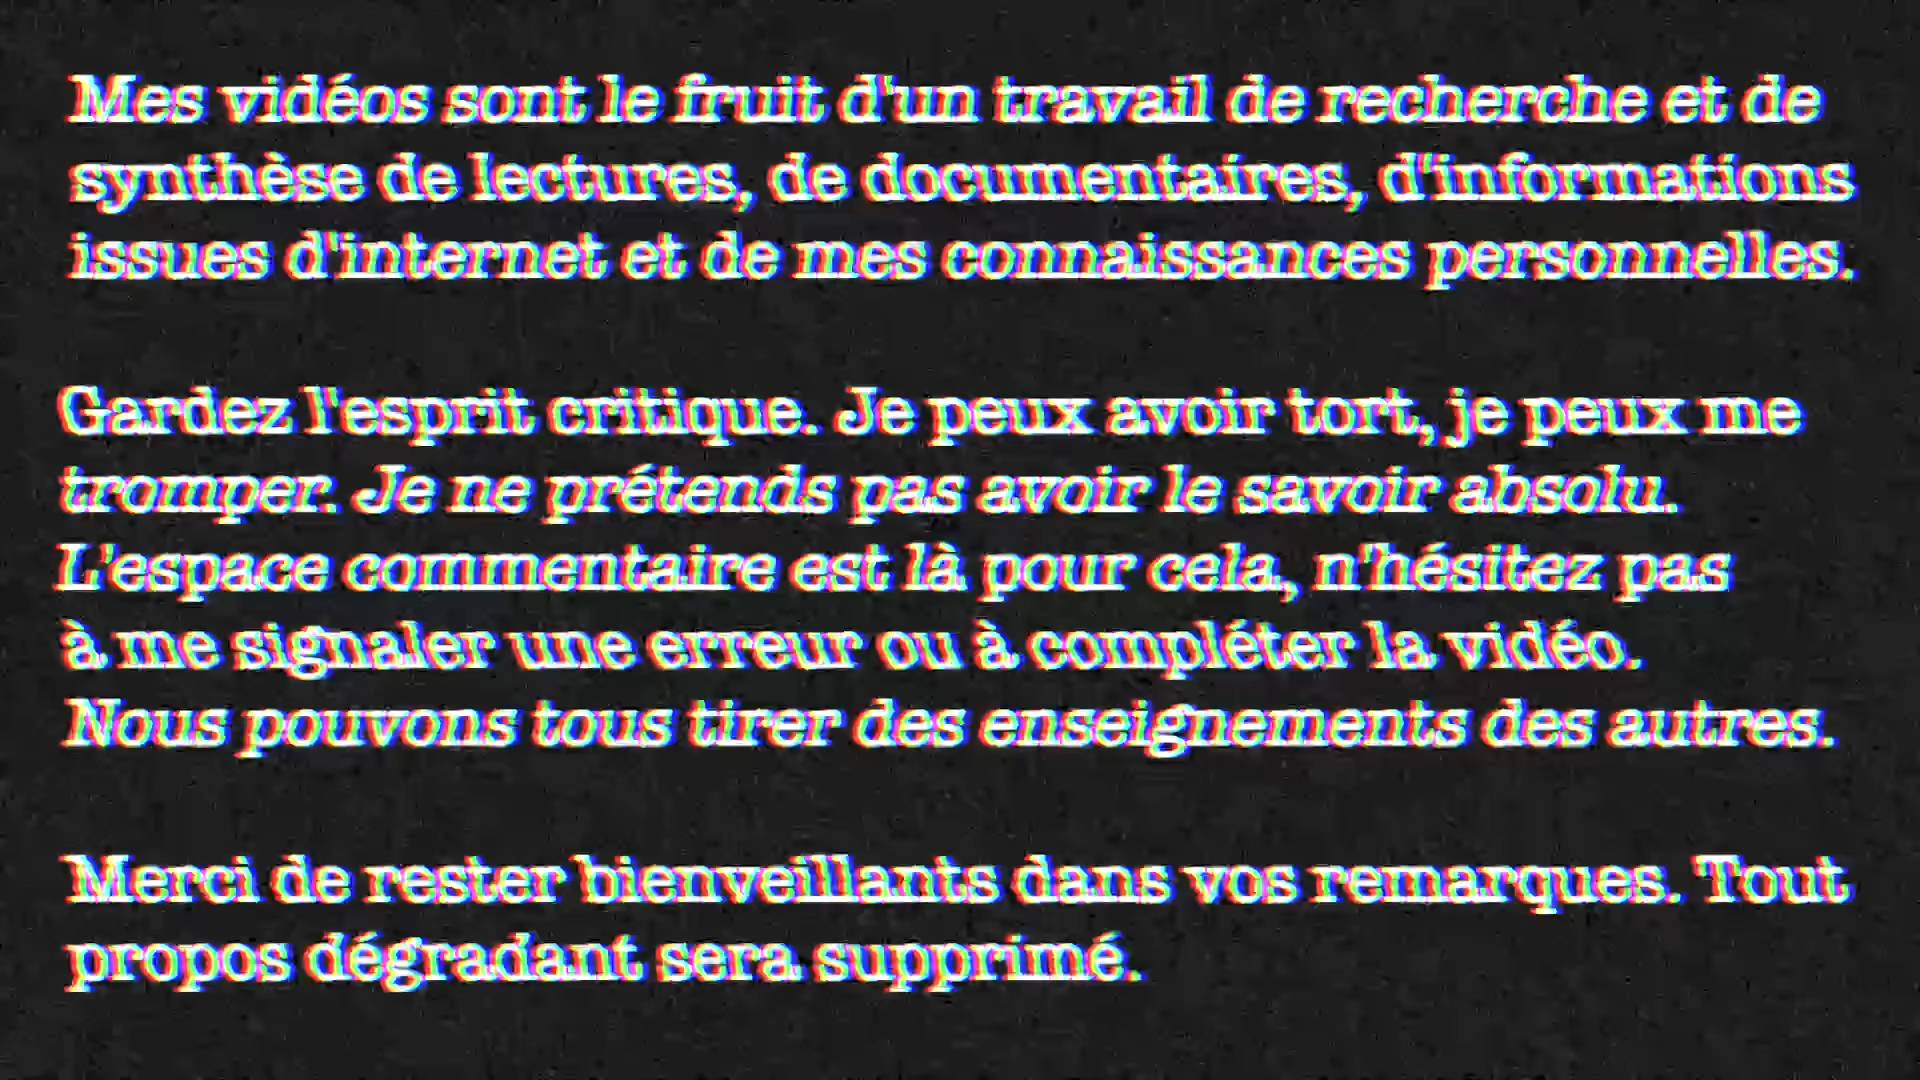 Mes vidéos sont le fruit d'un travail de recherche et de
synthèse de lectures, de documentaires, d'informations
issues d'internet et de mes connaissances personnelles.
Gardez l'esprit critique. Je peux avoir tort, je peux me
tromper. Je ne prétends pas avoir le savoir absolu.
L'espace commentaire est là pour cela, n'hésitez pas
à me signaler une erreur ou à compléter la vidéo.
Nous pouvons tous tirer des enseignements des autres.
Merci de rester bienveillants dans vos remarques. Tout
propos dégradant sera supprimé.